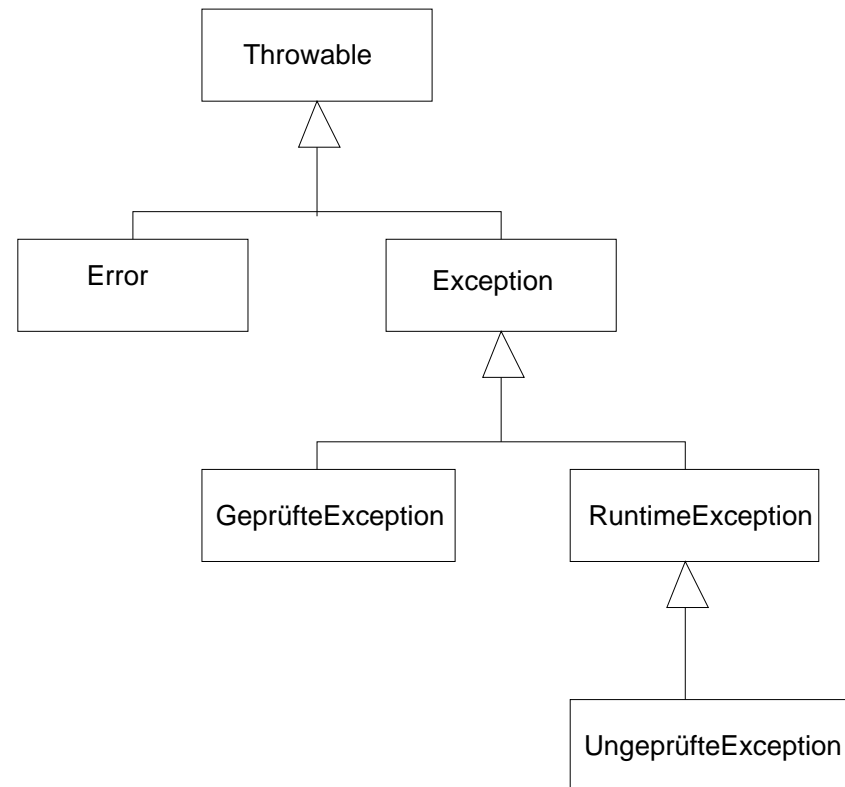 Throwable
Error
Exception
GeprüfteException
RuntimeException
UngeprüfteException